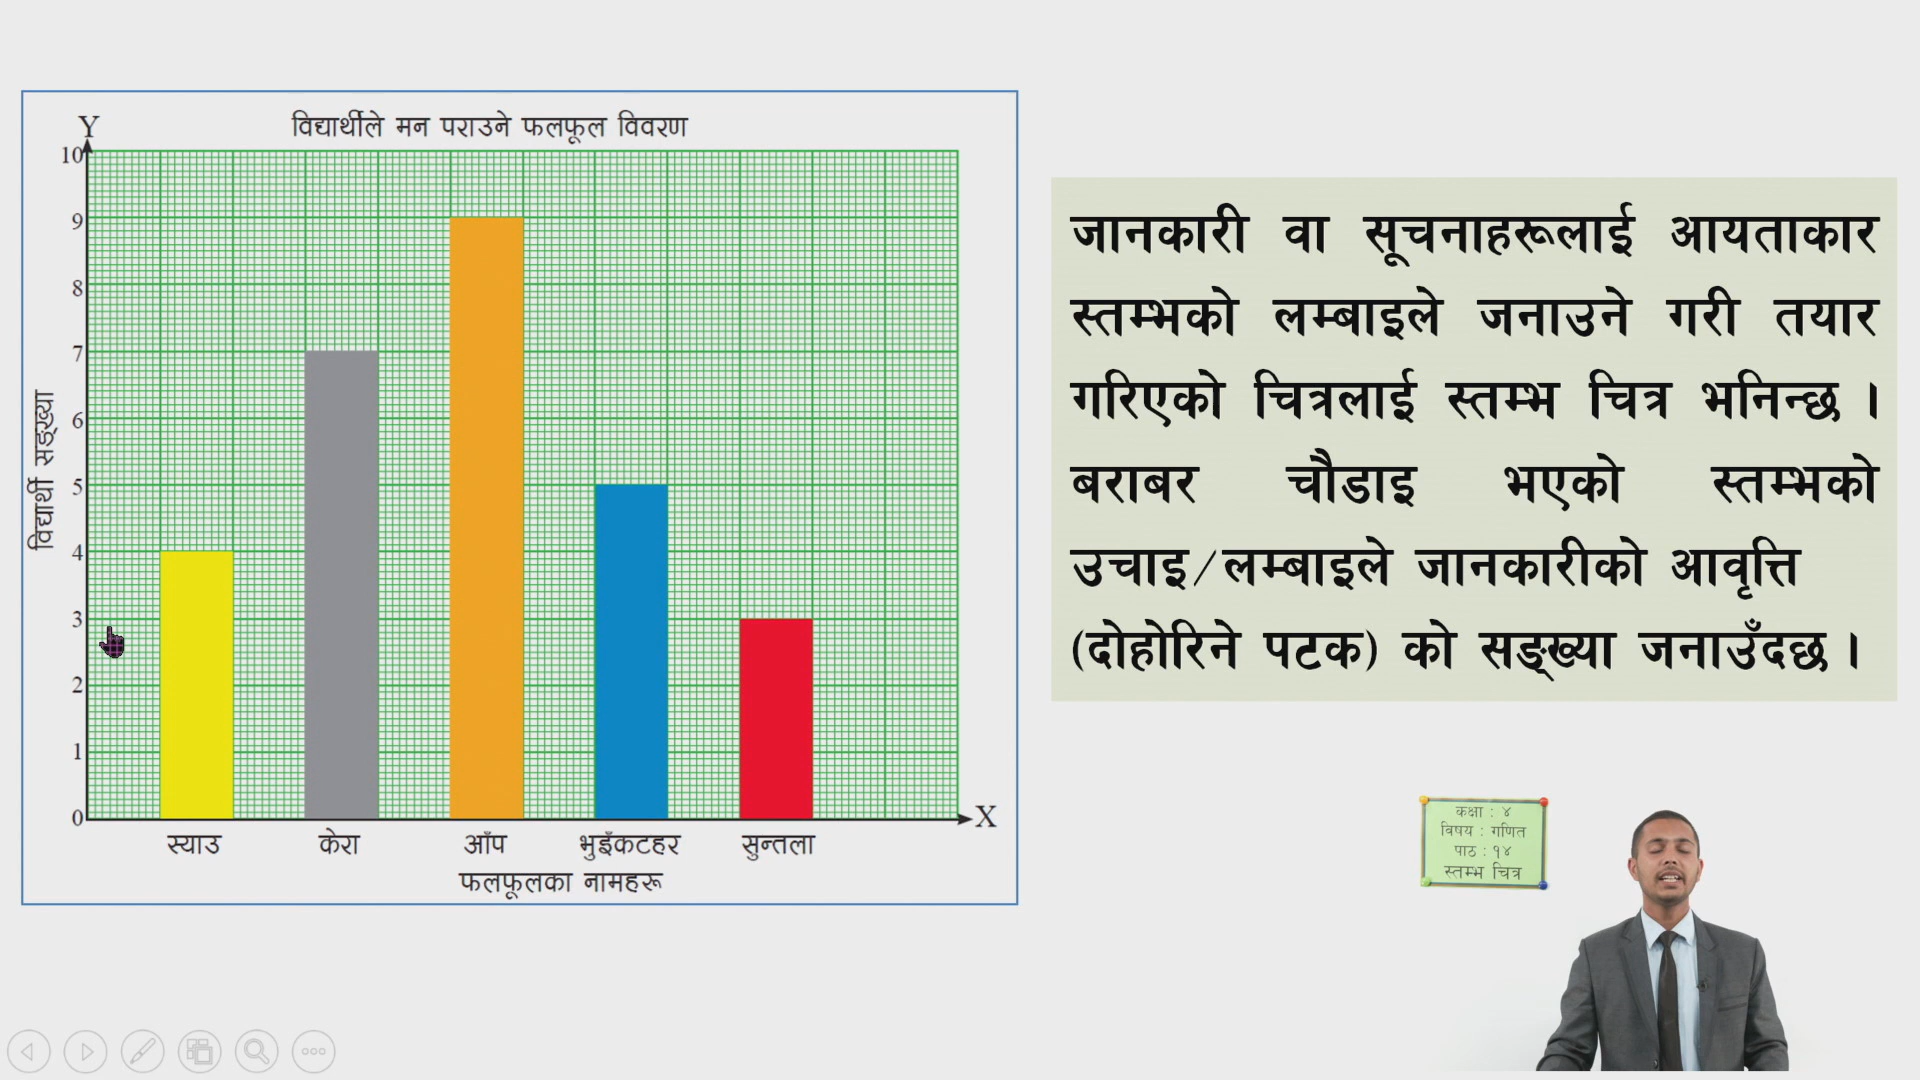 विद्यार्थीले मन पराउने फलफूल विवरण
Y
10
9
8
7
6
5
4
3
2
1
0
विद्यार्थी सङ्ख्या
X
स्याउ केरा आँप भुइँकटहर सुन्तला
फलफूलका नामहरू
जानकारी वा सूचनाहरूलाई आयताकार
स्तम्भको लम्बाइले जनाउने गरी तयार
गरिएको चित्रलाई स्तम्भ चित्र भनिन्छ ।
बराबर चौडाइ भएको स्तम्भको
उचाइ/लम्बाइले जानकारीको आवृत्ति
(दोहोरिने पटक) को सङ्ख्या जनाउँदछ ।
कक्षा : ४
विषय : गणित
पाठ : १४
स्तम्भ चित्र